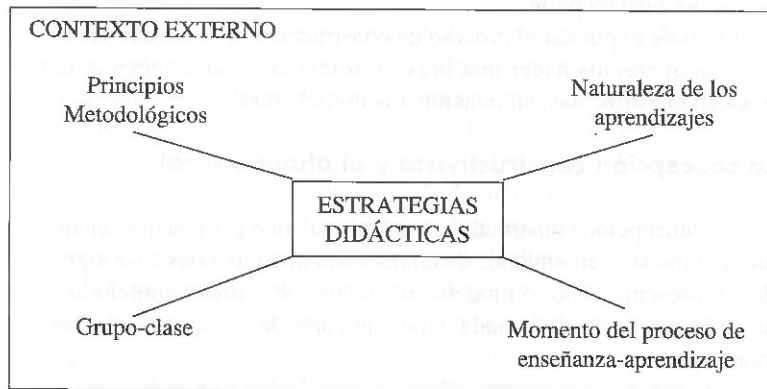 CONTEXTO EXTERNO
Principios
Metodológicos
Naturaleza de los
aprendizajes
ESTRATEGIAS
DIDÁCTICAS
Grupo-clase
Momento del proceso de
enseñanza-aprendizaje